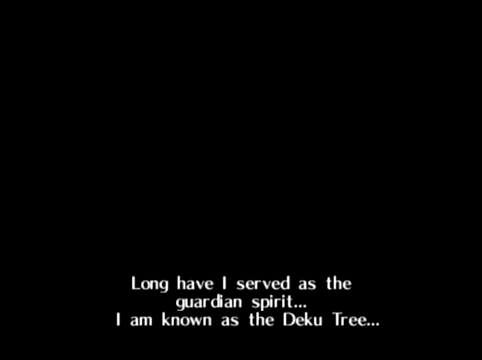 Long have I served as the
guardian spirit...
I am known as the Deku Tree...